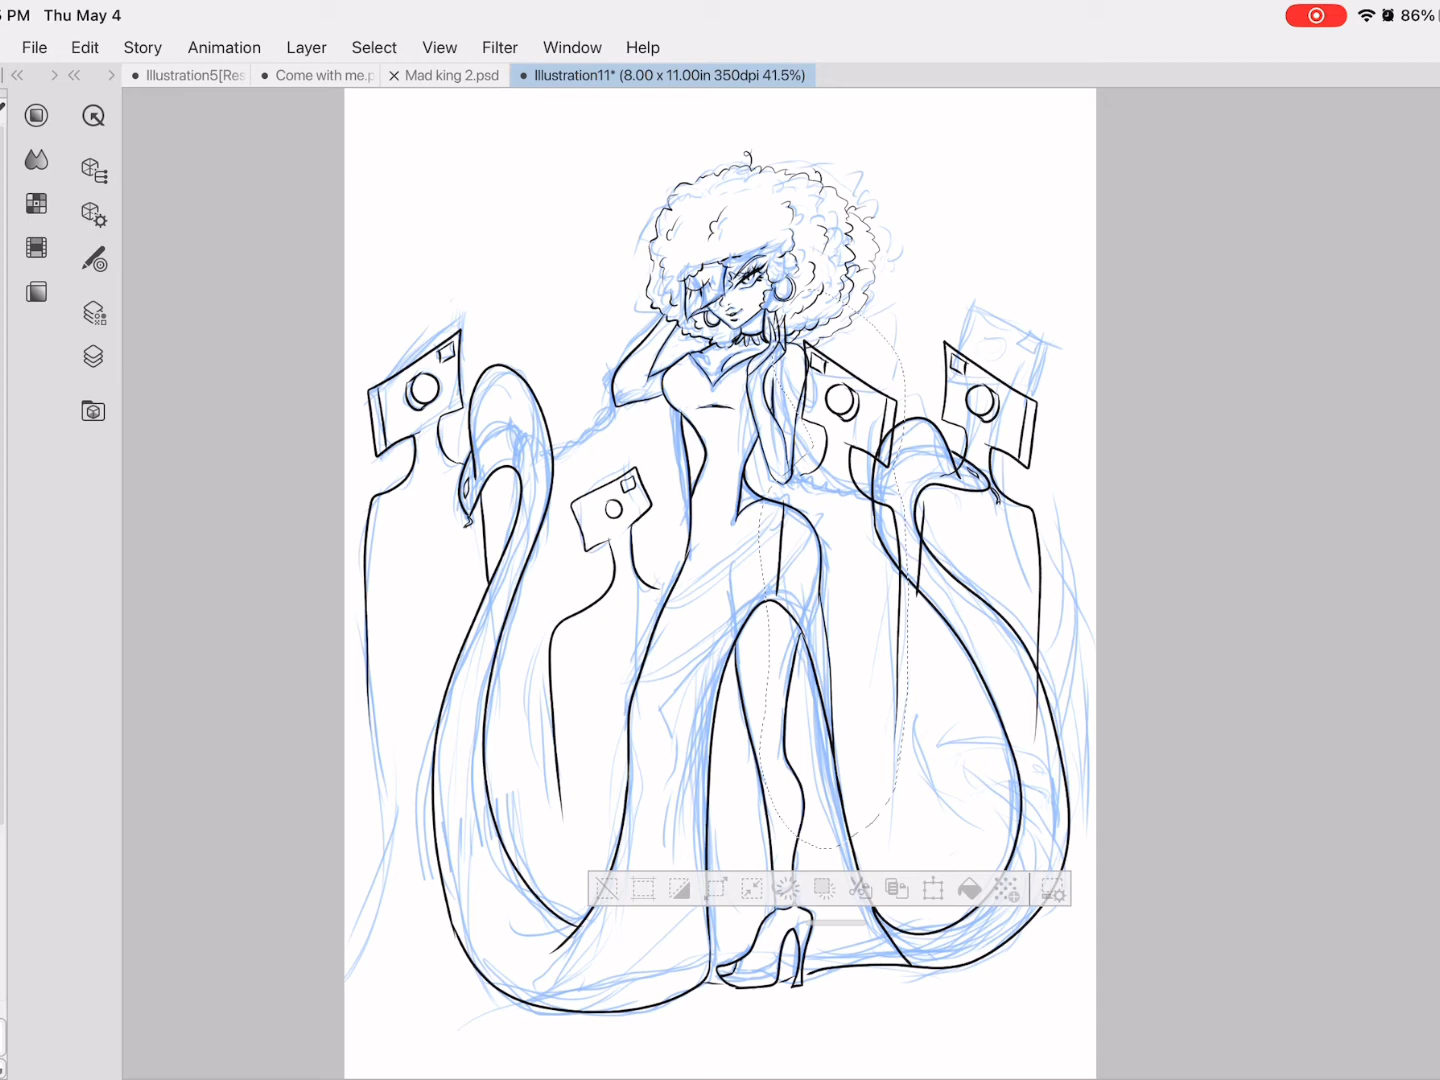 5 PM Thu May 4
86%
File Edit Story Animation Layer Select View Filter Window Help
Illustration5[Res Come with me.p Mad king 2.psd Illustration11* (8.00 x 11.00in 350dpi 41.5%)